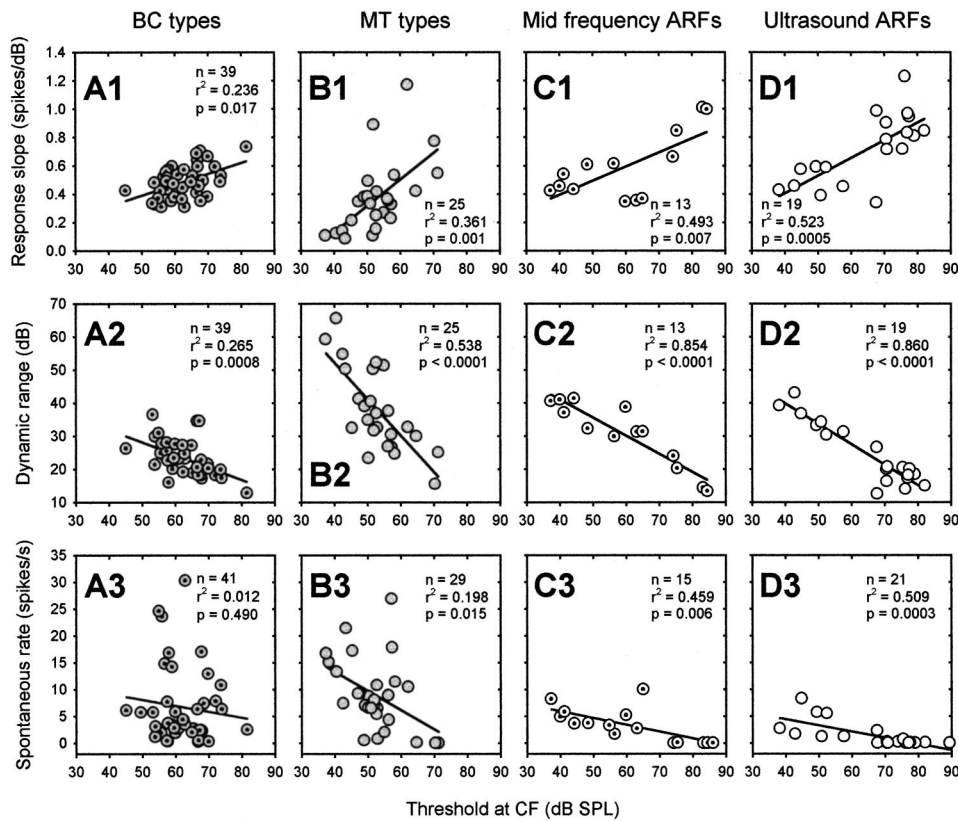 BC types
MT types
Mid frequency ARFs
Ultrasound ARFs
Response slope (spikes/dB)
1.4
1.2
1.0
0.8
0.6
0.4
0.2
0.0
A1
n = 39
r² = 0.236
p = 0.017
30 40 50 60 70 80
B1
n = 25
r² = 0.361
p = 0.001
30 40 50 60 70 80
C1
n = 13
r² = 0.493
p = 0.007
30 40 50 60 70 80
D1
n = 19
r² = 0.523
p = 0.0005
30 40 50 60 70 80 90
Dynamic range (dB)
70
60
50
40
30
20
10
A2
n = 39
r² = 0.265
p = 0.0008
30 40 50 60 70 80
B2
n = 25
r² = 0.538
p < 0.0001
30 40 50 60 70 80
C2
n = 13
r² = 0.854
p < 0.0001
30 40 50 60 70 80
D2
n = 19
r² = 0.860
p < 0.0001
30 40 50 60 70 80 90
Spontaneous rate (spikes/s)
35
30
25
20
15
10
5
0
A3
n = 41
r² = 0.012
p = 0.490
30 40 50 60 70 80
B3
n = 29
r² = 0.198
p = 0.015
30 40 50 60 70 80
C3
n = 15
r² = 0.459
p = 0.006
30 40 50 60 70 80
D3
n = 21
r² = 0.509
p = 0.0003
30 40 50 60 70 80 90
Threshold at CF (dB SPL)